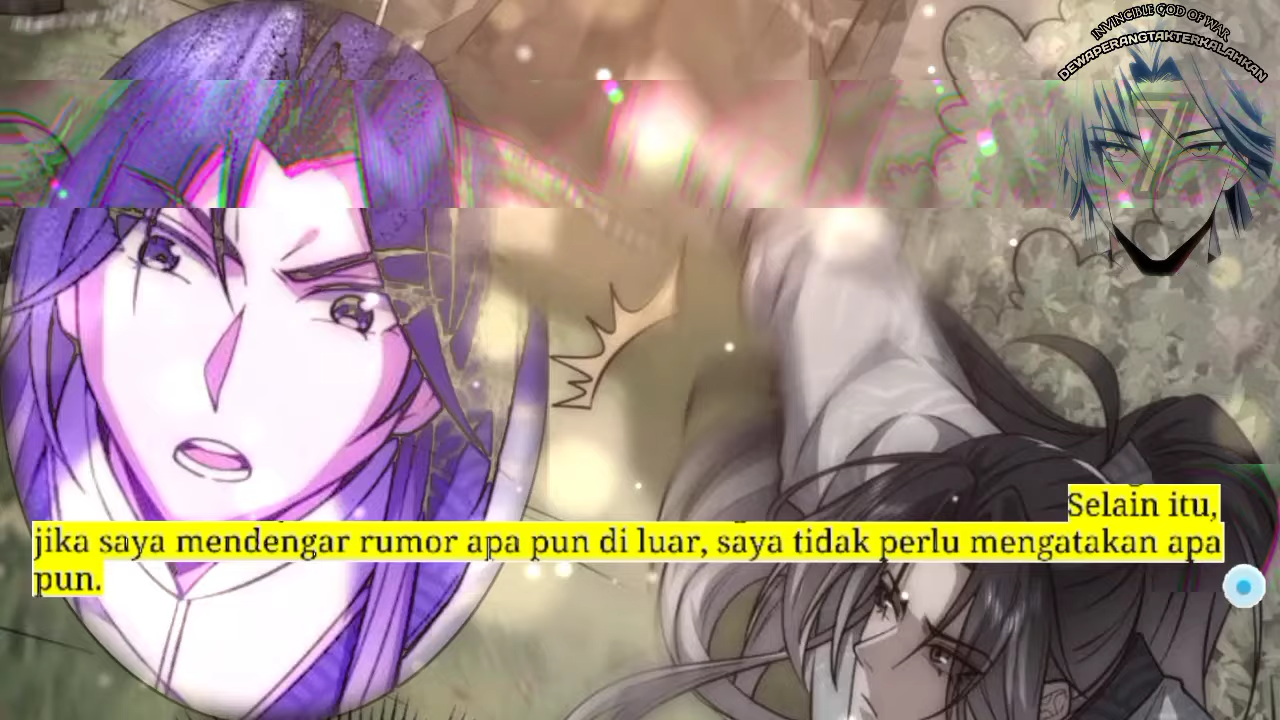 INVINCIBLE GOD OF WAR
DEWAPERANGTAKTERKALAHKAN
7
Selain itu,
jika saya mendengar rumor apa pun di luar, saya tidak perlu mengatakan apa
pun.